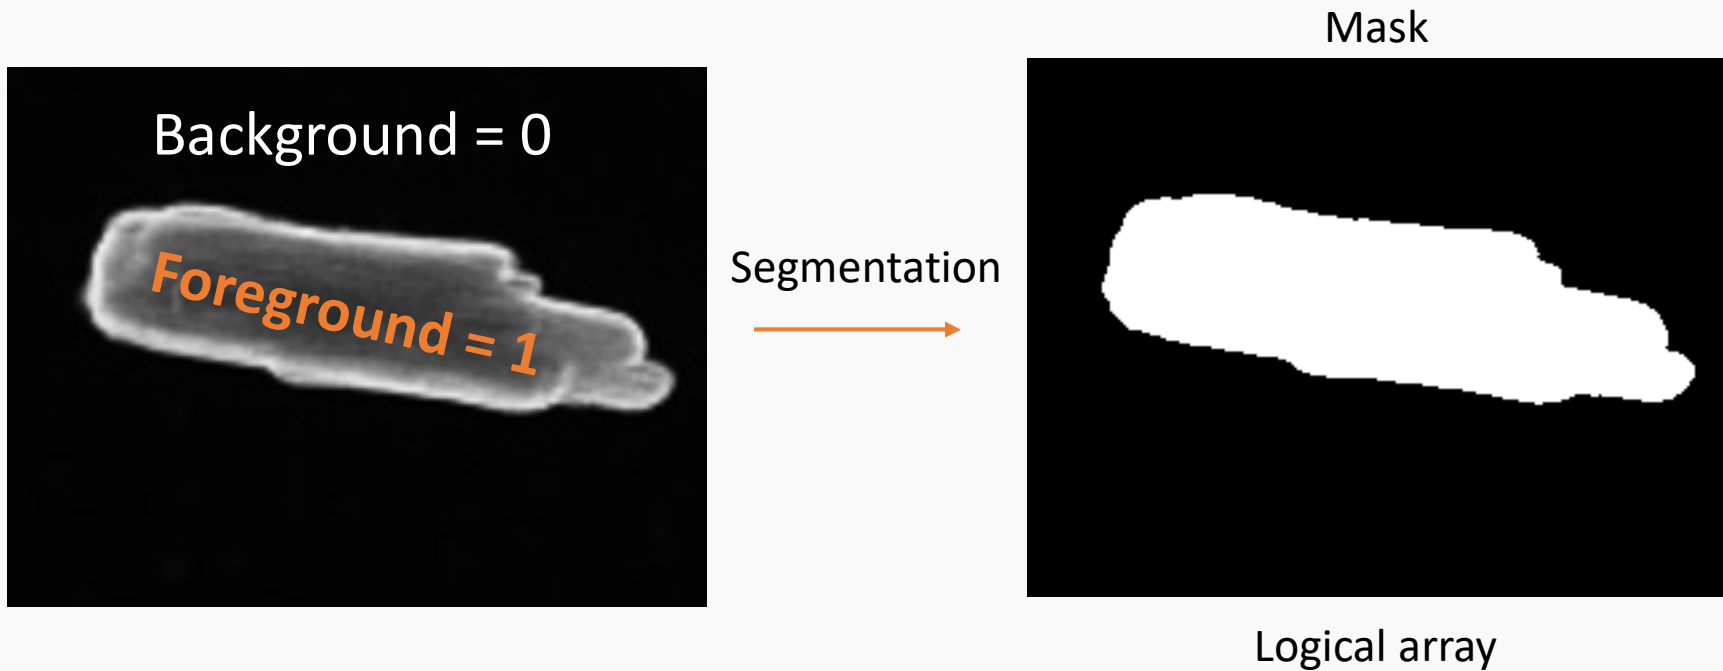 Mask
Background = 0
Foreground = 1
Segmentation
Logical array